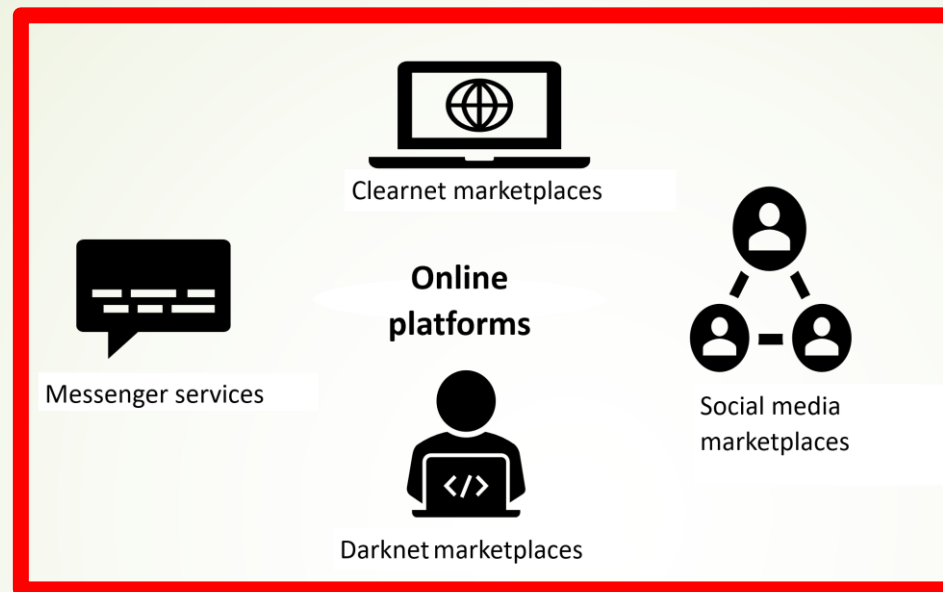 Clearnet marketplaces
Online
platforms
Messenger services
Social media
marketplaces
</>
Darknet marketplaces